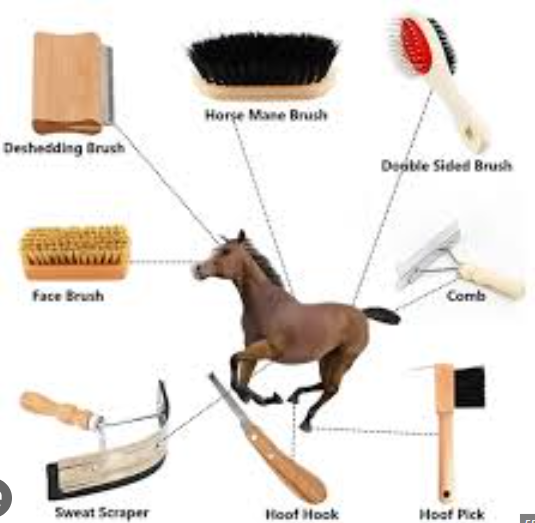 Horse Mane Brush
Deshedding Brush
Double Sided Brush
Face Brush
Comb
Sweat Scraper
Hoof Hook
Hoof Pick